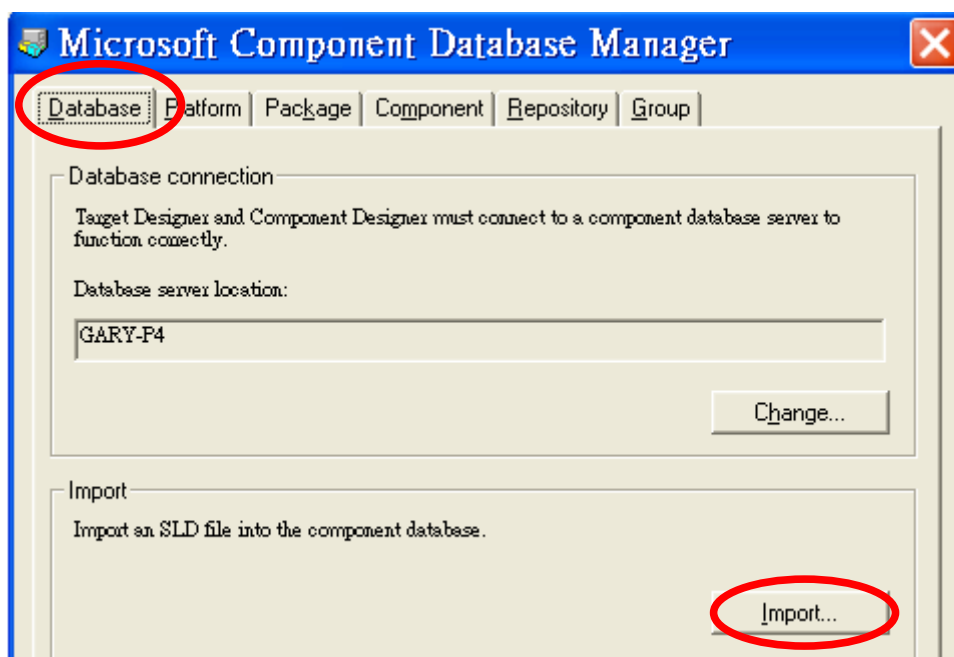 Microsoft Component Database Manager
Database Platform Package Component Repository Group
Database connection
Target Designer and Component Designer must connect to a component database server to
function correctly.
Database server location:
GARY-P4
Change...
Import
Import an SLD file into the component database.
Import...